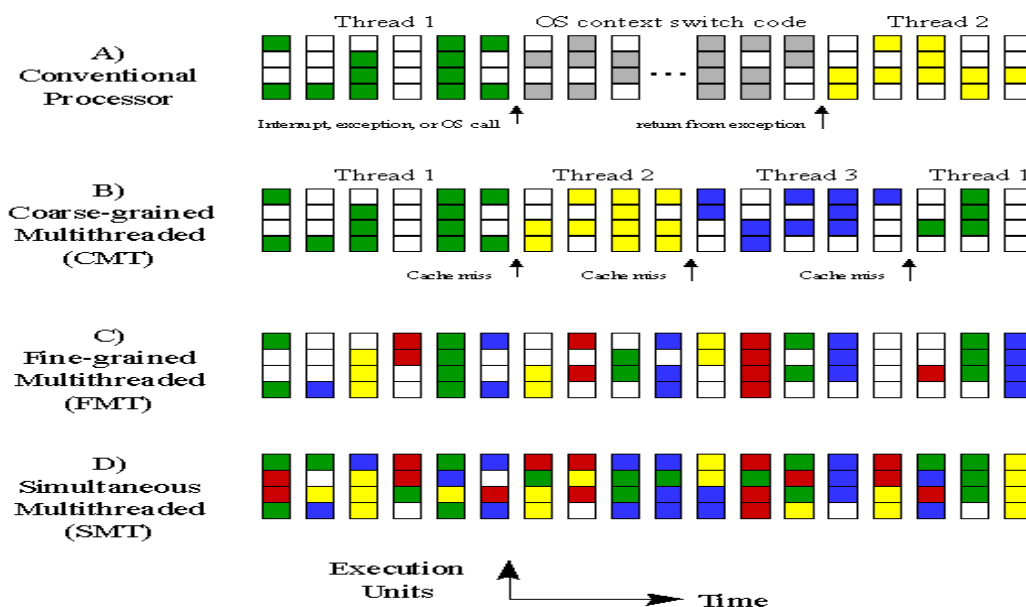 Thread 1 OS context switch code Thread 2
A)
Conventional
Processor
Interrupt, exception, or OS call return from exception
Thread 1 Thread 2 Thread 3 Thread 1
B)
Coarse-grained
Multithreaded
(CMT)
Cache miss Cache miss Cache miss
C)
Fine-grained
Multithreaded
(FMT)
D)
Simultaneous
Multithreaded
(SMT)
Execution
Units
Time